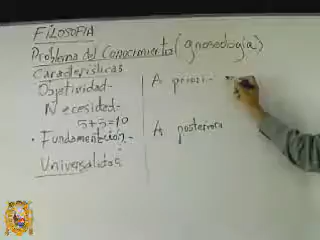 FILOSOFIA
Problema del Conocimiento (gnoseología)
Características
Objetividad-
Necesidad-
5+5=10
• Fundamentación-
Universalidad
A priori-
A posteriori